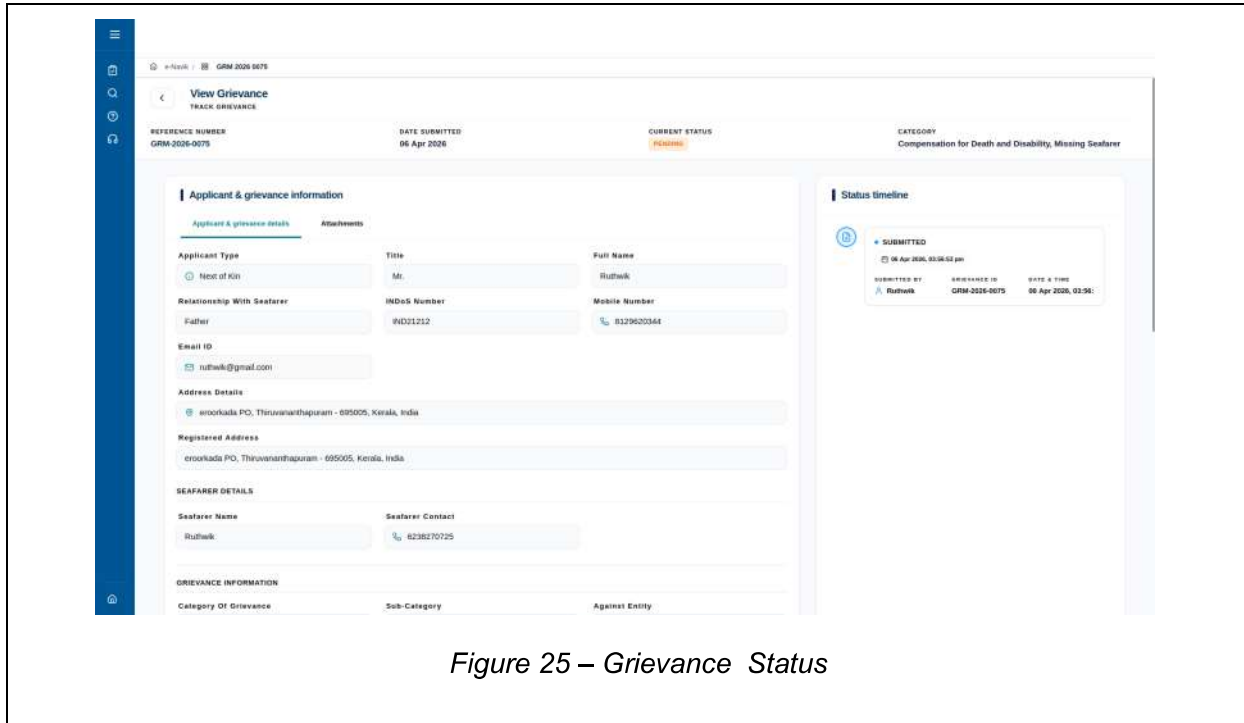 e-Navik / GRM-2026-0075
View Grievance
TRACK GRIEVANCE
REFERENCE NUMBER DATE SUBMITTED CURRENT STATUS CATEGORY
GRM-2026-0075 06 Apr 2026 PENDING Compensation for Death and Disability, Missing Seafarer
Applicant & grievance information
Applicant & grievance details Attachments
Applicant Type Title Full Name
Next of Kin Mr. Ruthwik
Relationship With Seafarer INDoS Number Mobile Number
Father IND21212 8129620344
Email ID
ruthwik@gmail.com
Address Details
eroorkada PO, Thiruvananthapuram - 695005, Kerala, India
Registered Address
eroorkada PO, Thiruvananthapuram - 695005, Kerala, India
SEAFARER DETAILS
Seafarer Name Seafarer Contact
Ruthwik 6238270725
GRIEVANCE INFORMATION
Category Of Grievance Sub-Category Against Entity
Status timeline
SUBMITTED
06 Apr 2026, 03:56:52 pm
SUBMITTED BY GRIEVANCE ID DATE & TIME
Ruthwik GRM-2026-0075 06 Apr 2026, 03:56:
Figure 25 – Grievance Status